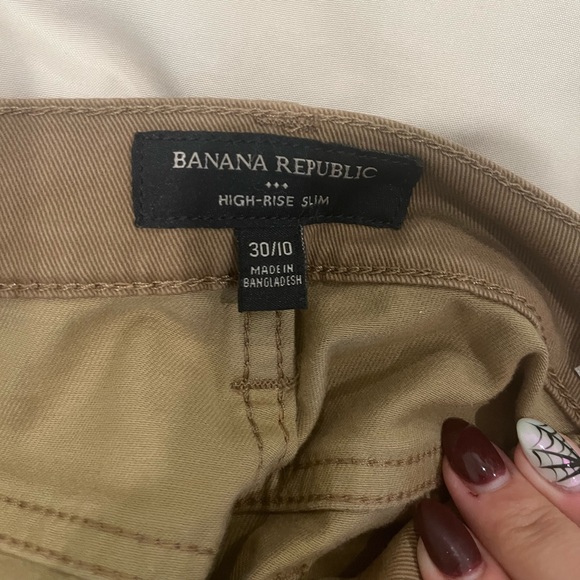 BANANA REPUBLIC
HIGH-RISE SLIM
30/10
MADE IN
BANGLADESH